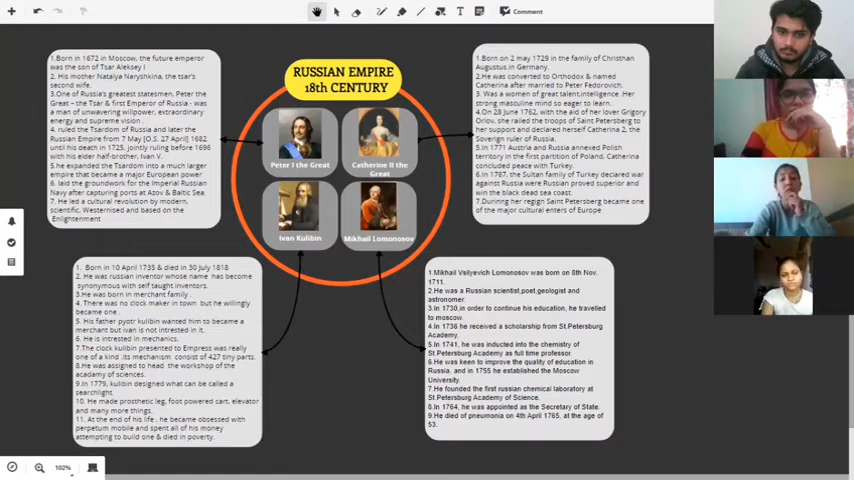 Comment
1.Born in 1672 in Moscow, the future emperor
was the son of Tsar Aleksey I
2. His mother Natalya Naryshkina, the tsar's
second wife.
3.One of Russia's greatest statesmen, Peter
the Great – the Tsar & first Emperor of Russia - was
a man of unwavering willpower, extraordinary
energy and supreme vision .
4. ruled the Tsardom of Russia and later the
Russian Empire from 7 May [O.S. 27 April] 1682
until his death in 1725, jointly ruling before 1696
with his elder half-brother, Ivan V.
5.he expanded the Tsardom into a much larger
empire that became a major European power
6. laid the groundwork for the Imperial Russian
Navy after capturing ports at Azov & Baltic Sea.
7. He led a cultural revolution by modern,
scientific, Westernised and based on the
Enlightenment
RUSSIAN EMPIRE
18th CENTURY
Peter I the Great
Catherine II the
Great
Ivan Kulibin
Mikhail Lomonosov
1.Born on 2 may 1729 in the family of Christhan
Augustus.in Germany.
2.He was converted to Orthodox & named
Catherina after married to Peter Fedorovich.
3. Was a women of great talent,intelligence .Her
strong masculine mind so eager to learn.
4.On 28 June 1762, with the aid of her lover Grigory
Orlov, she railed the troops of Saint Petersberg to
her support and declared herself Catherina 2, the
Soverign ruler of Russia.
5.In 1771 Austria and Russia annexed Polish
territory in the first partition of Poland, Catherina
concluded peace with Turkey
6.In 1787, the Sultan family of Turkey declared war
against Russia were Russian proved superior and
win the black dead sea coast.
7.During her regign Saint Petersberg became one
of the major cultural enters of Europe
1. Born in 10 April 1735 & died in 30 July 1818
2. He was russian inventor whose name has become
synonymous with self taught inventors.
3.He was born in merchant family .
4. There was no clock maker in town but he willingly
became one .
5. His father pyotr kulibin wanted him to became a
merchant but ivan is not intrested in it.
6. He is intrested in mechanics.
7.The clock kulibin presented to Empress was really
one of a kind .its mechanism consist of 427 tiny parts.
8.He was assigned to head the workshop of the
acadamy of sciences.
9.In 1779, kulibin designed what can be called a
searchlight.
10. He made prosthetic leg, foot powered cart, elevator
and many more things.
11. At the end of his life , he became obsessed with
perpetum mobile and spent all of his money
attempting to build one & died in poverty.
1.Mikhail Vsilyevich Lomonosov was born on 8th Nov.
1711.
2.He was a Russian scientist,poet,geologist and
astronomer.
3.In 1730,in order to continue his education, he travelled
to moscow.
4.In 1736 he received a scholarship from St.Petersburg
Academy.
5.In 1741, he was inducted into the chemistry of
St.Petersburg Academy as full time professor.
6.He was keen to improve the quality of education in
Russia, and in 1755 he established the Moscow
University.
7.He founded the first russian chemical laboratory at
St.Petersburg Academy of Science.
8.In 1764, he was appointed as the Secretary of State.
9.He died of pneumonia on 4th April 1765, at the age of
53.
102%